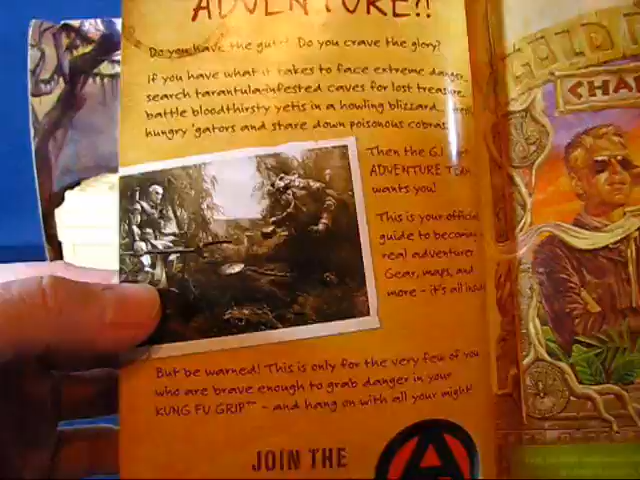 ADVENTURE?!
Do you have the guts? Do you crave the glory?
If you have what it takes to face extreme danger,
search tarantula-infested caves for lost treasure,
battle bloodthirsty yetis in a howling blizzard,
hungry 'gators and stare down poisonous cobras
Then the G.I.
ADVENTURE TEAM
wants you!
This is your official
guide to
real adventurer
Gear, maps, and
more - it's all
But be warned! This is only for the very few of you
who are brave enough to grab danger in your
KUNG FU GRIP™ - and hang on with all your might!
JOIN THE
A
GOLD
CHA